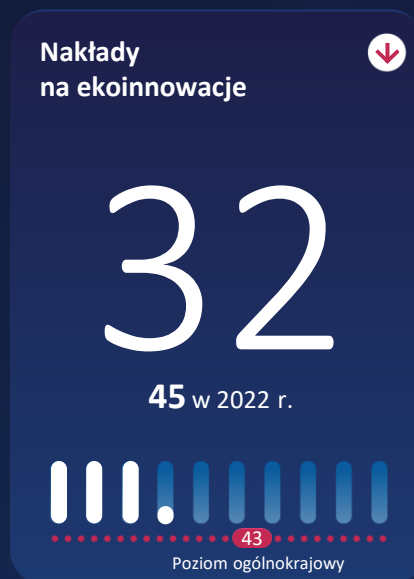 Nakłady
na ekoinnowacje
32
45 w 2022 r.
43
Poziom ogólnokrajowy